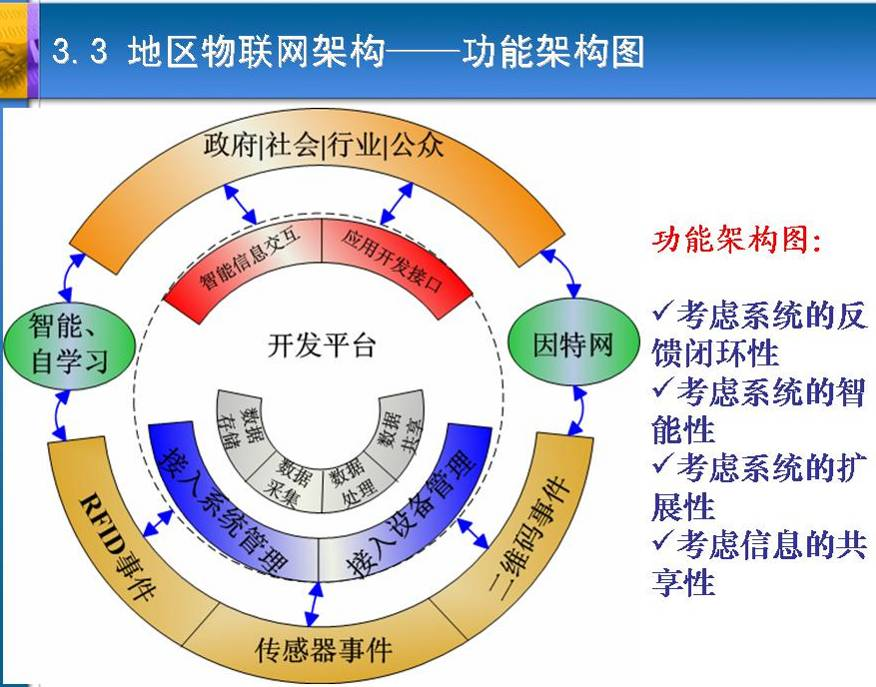 3.3 地区物联网架构——功能架构图
政府|社会|行业|公众
智能信息交互
应用开发接口
智能、
自学习
开发平台
因特网
数据
存储
数据
采集
数据
处理
数据
共享
接入系统管理
接入设备管理
RFID事件
传感器事件
二维码事件
功能架构图:
✓考虑系统的反
馈闭环性
✓考虑系统的智
能性
✓考虑系统的扩
展性
✓考虑信息的共
享性